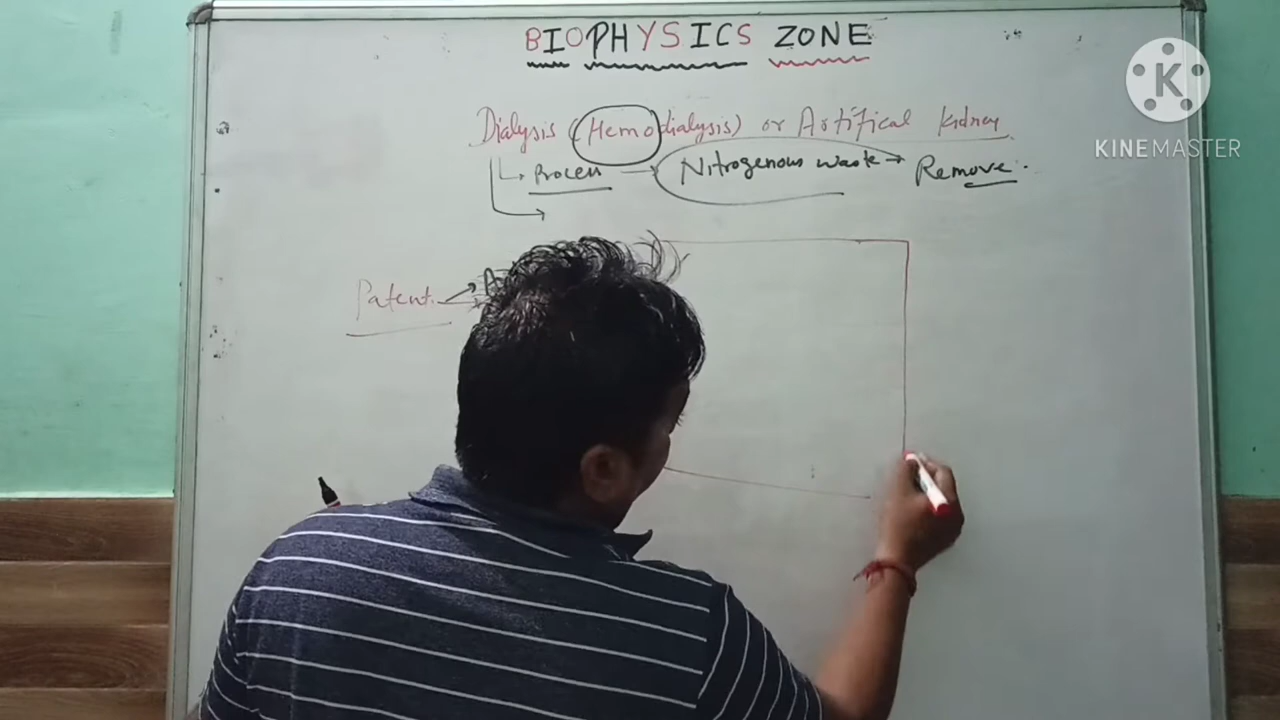 BIOPHYSICS ZONE
K
KINEMASTER
Dialysis (Hemodialysis) or Artifical Kidney
Process → Nitrogenous waste → Remove.
Patent
A